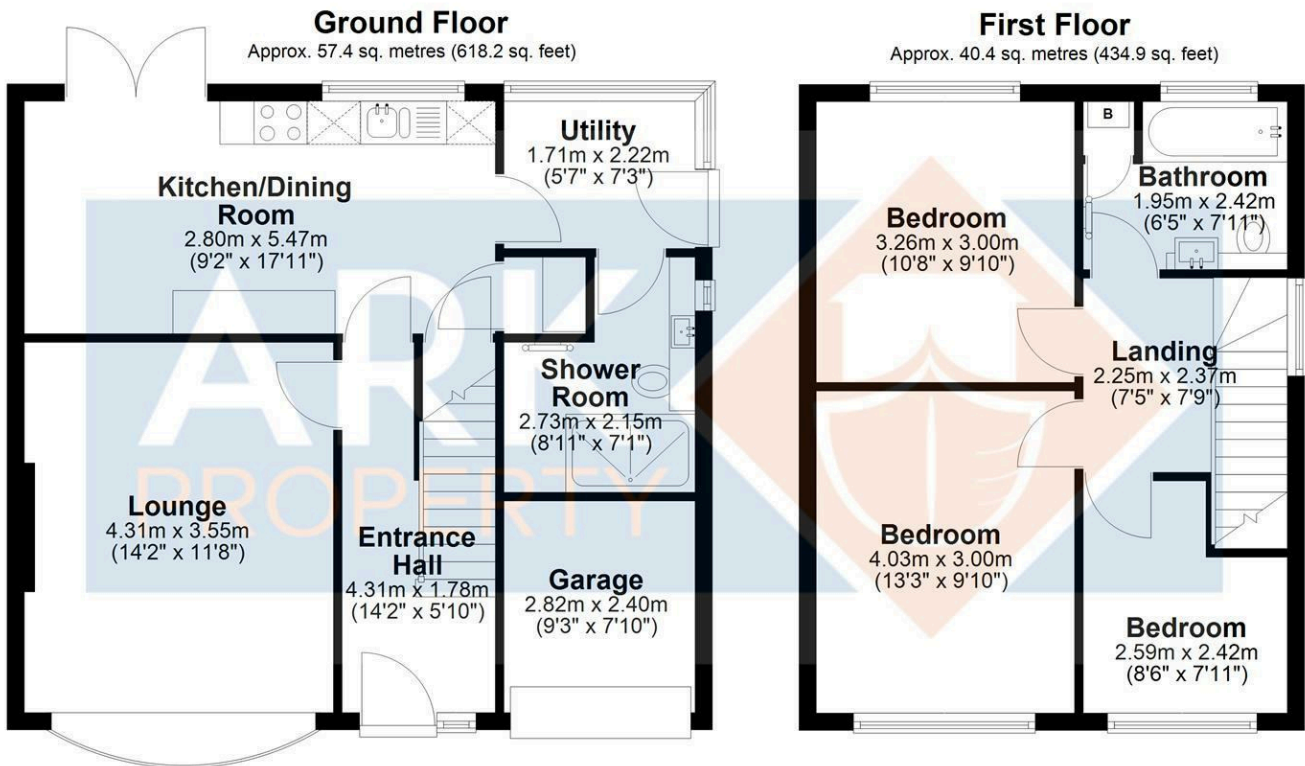 Ground Floor
Approx. 57.4 sq. metres (618.2 sq. feet)
Kitchen/Dining
Room
2.80m x 5.47m
(9'2" x 17'11")
Utility
1.71m x 2.22m
(5'7" x 7'3")
Shower
Room
2.73m x 2.15m
(8'11" x 7'1")
Lounge
4.31m x 3.55m
(14'2" x 11'8")
Entrance
Hall
4.31m x 1.78m
(14'2" x 5'10")
Garage
2.82m x 2.40m
(9'3" x 7'10")
First Floor
Approx. 40.4 sq. metres (434.9 sq. feet)
Bedroom
3.26m x 3.00m
(10'8" x 9'10")
B
Bathroom
1.95m x 2.42m
(6'5" x 7'11")
Landing
2.25m x 2.37m
(7'5" x 7'9")
Bedroom
4.03m x 3.00m
(13'3" x 9'10")
Bedroom
2.59m x 2.42m
(8'6" x 7'11")
ARK
PROPERTY